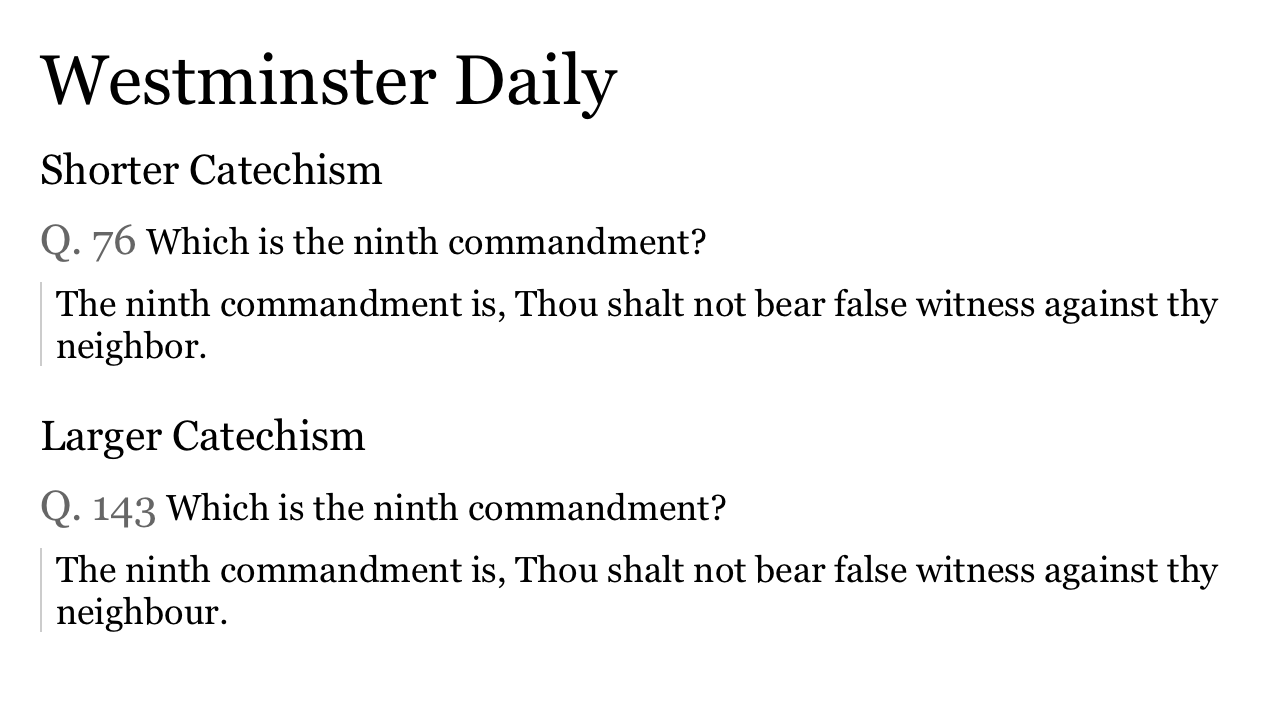 Westminster Daily
Shorter Catechism
Q. 76 Which is the ninth commandment?
The ninth commandment is, Thou shalt not bear false witness against thy
neighbor.
Larger Catechism
Q. 143 Which is the ninth commandment?
The ninth commandment is, Thou shalt not bear false witness against thy
neighbour.